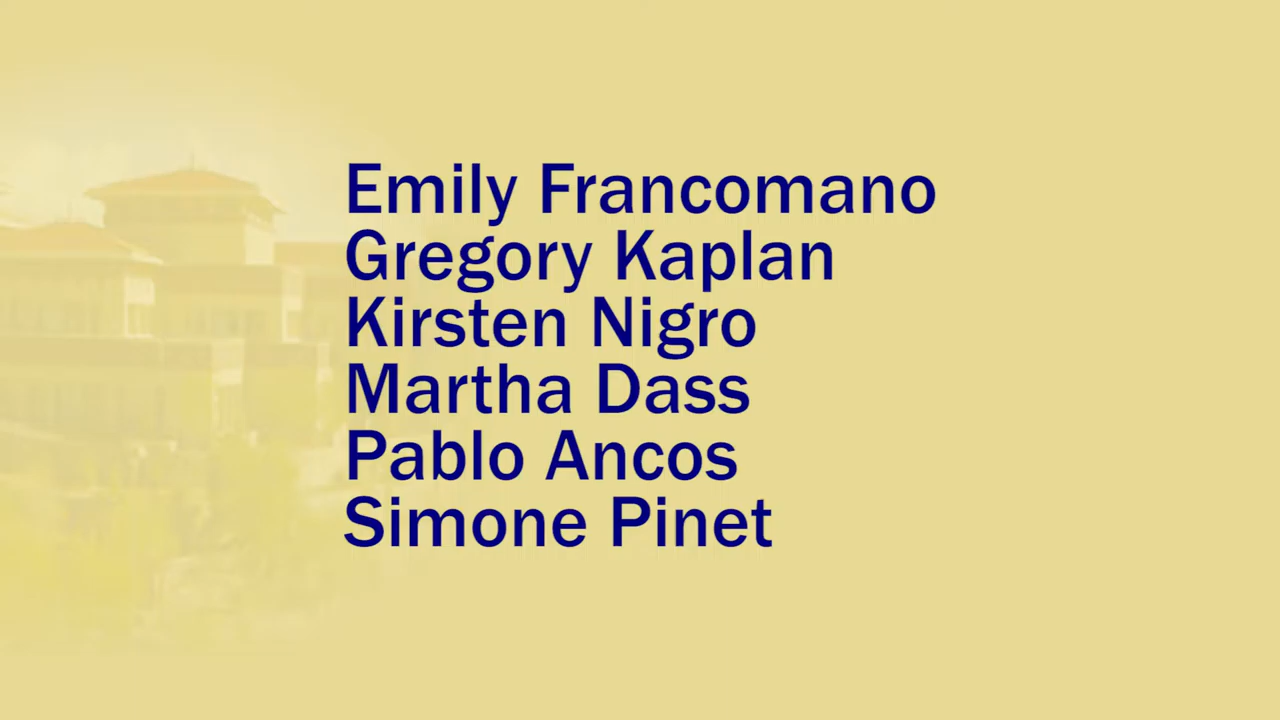 Emily Francomano
Gregory Kaplan
Kirsten Nigro
Martha Dass
Pablo Ancos
Simone Pinet